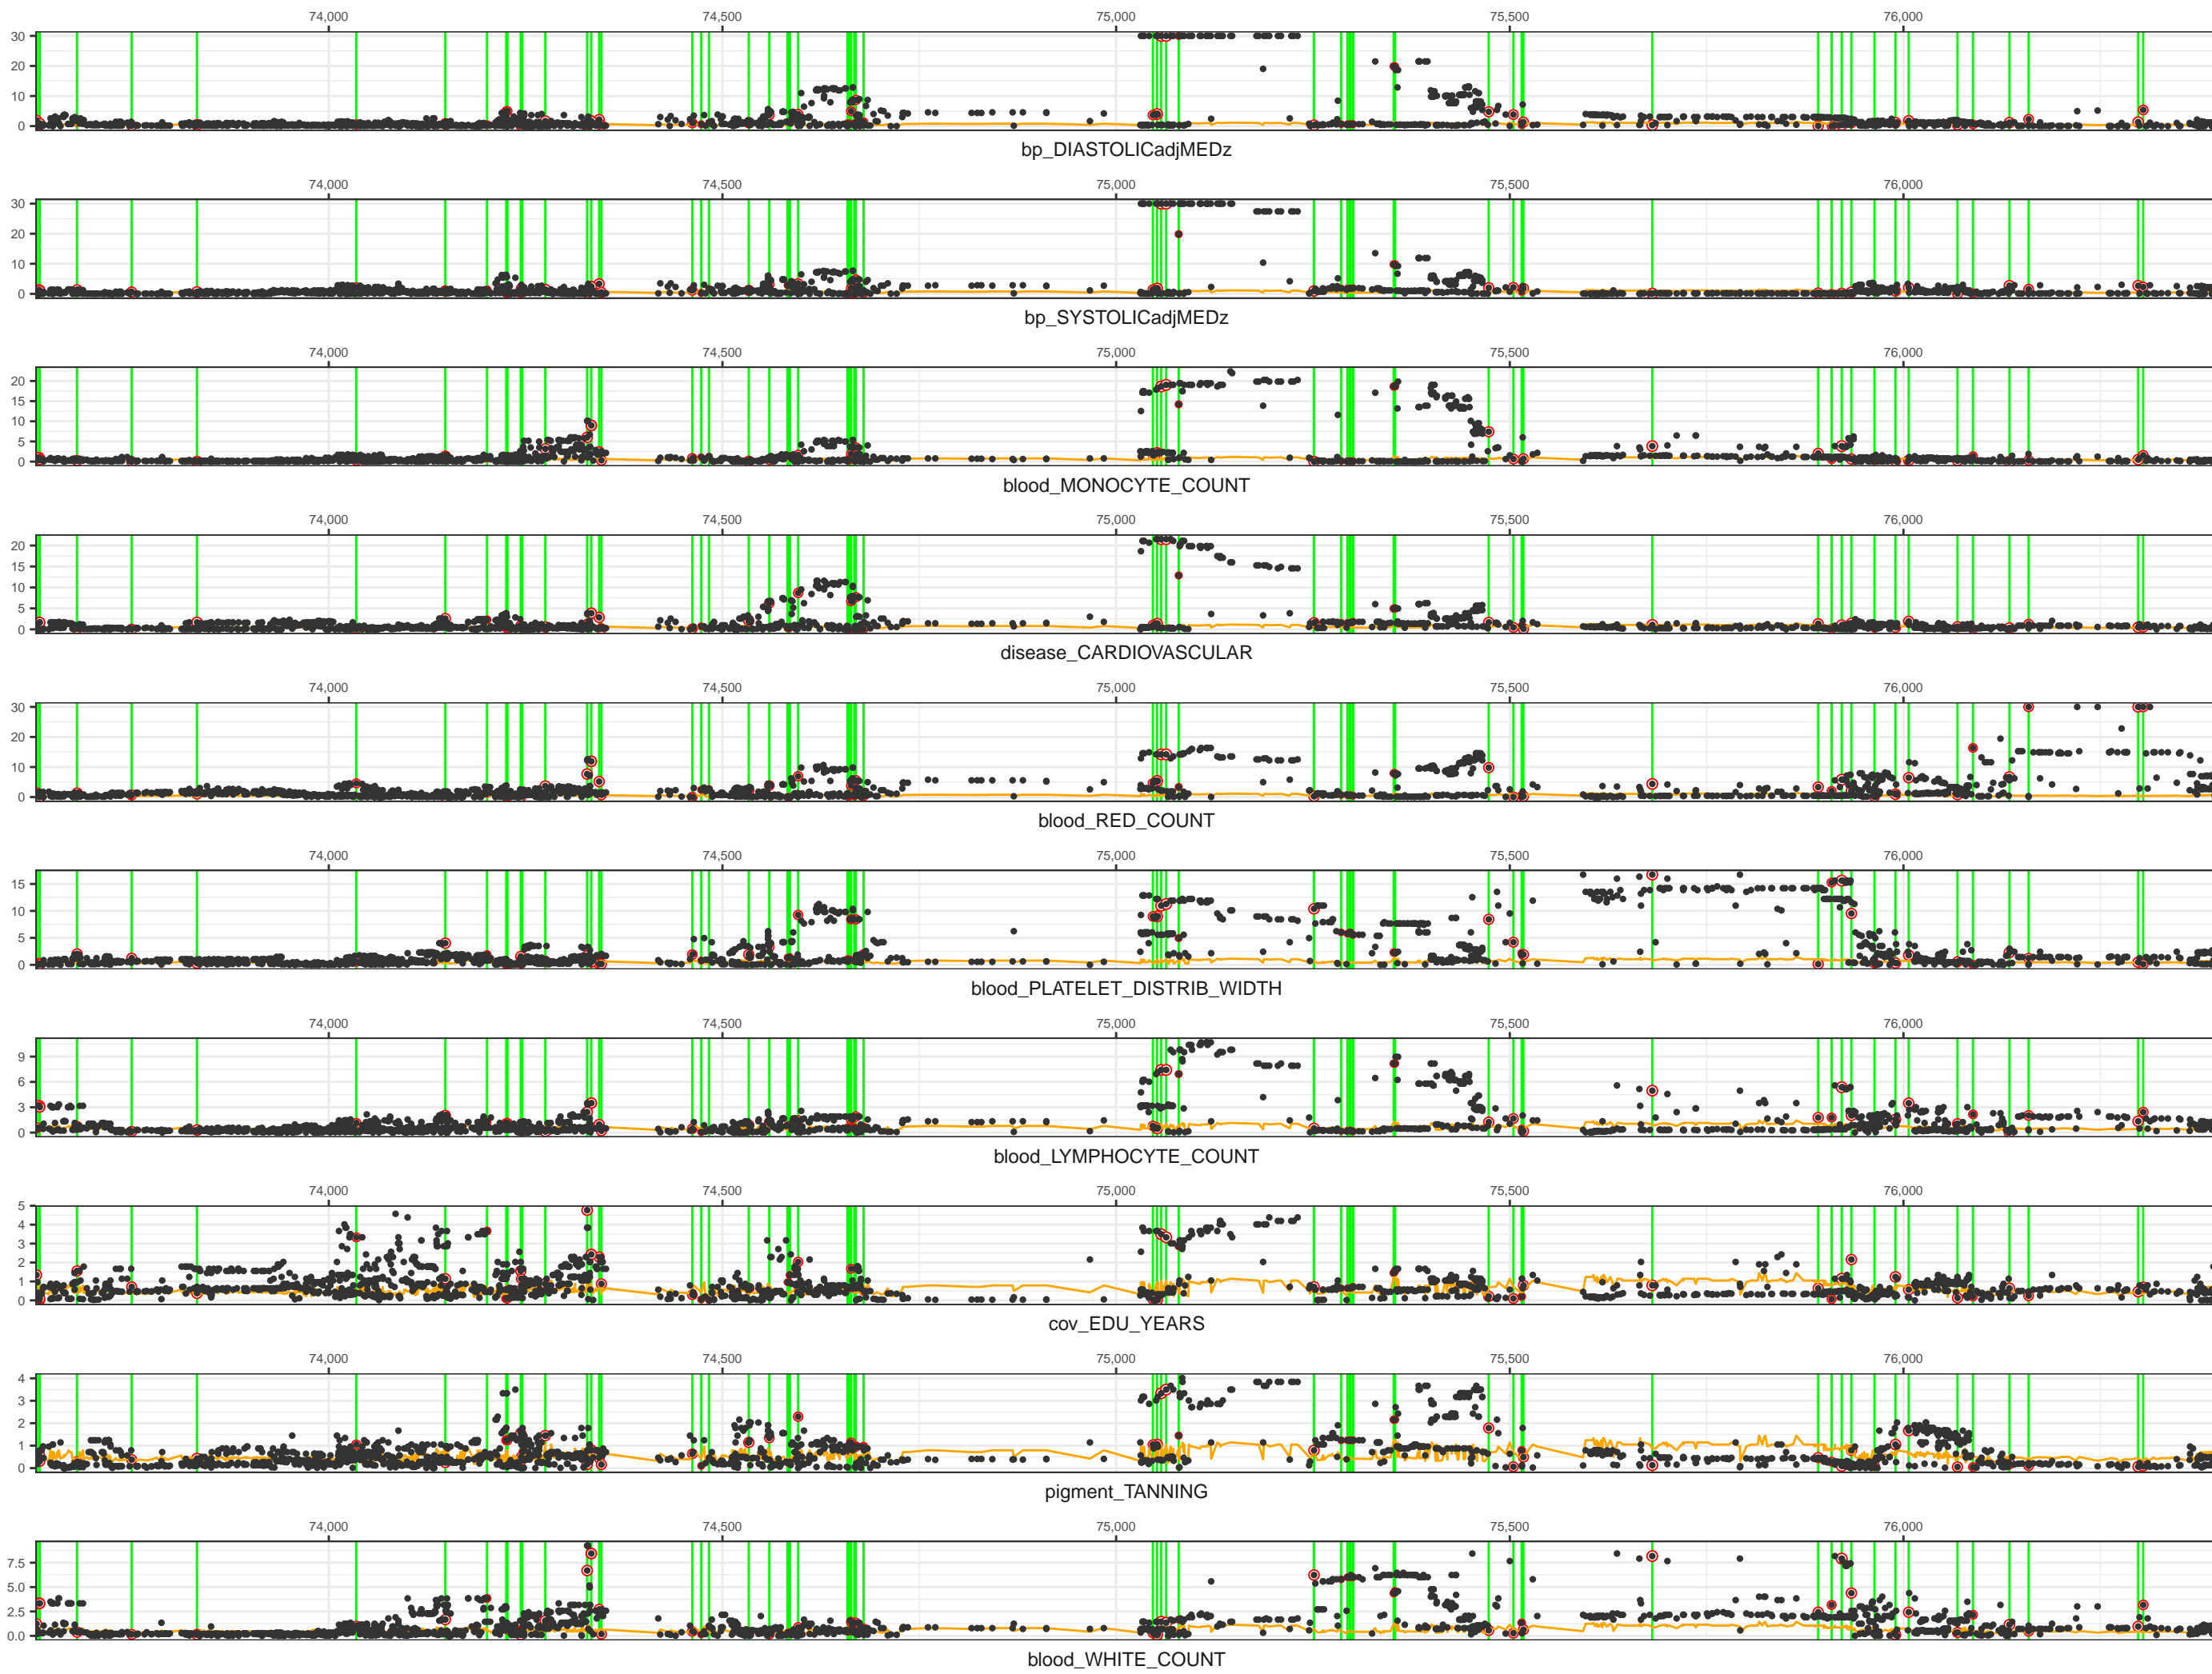 74,000 74,500 75,000 75,500 76,000
30
20
10
0
bp_DIASTOLICadjMEDz
74,000 74,500 75,000 75,500 76,000
30
20
10
0
bp_SYSTOLICadjMEDz
74,000 74,500 75,000 75,500 76,000
20
15
10
5
0
blood_MONOCYTE_COUNT
74,000 74,500 75,000 75,500 76,000
20
15
10
5
0
disease_CARDIOVASCULAR
74,000 74,500 75,000 75,500 76,000
30
20
10
0
blood_RED_COUNT
74,000 74,500 75,000 75,500 76,000
15
10
5
0
blood_PLATELET_DISTRIB_WIDTH
74,000 74,500 75,000 75,500 76,000
9
6
3
0
blood_LYMPHOCYTE_COUNT
74,000 74,500 75,000 75,500 76,000
5
4
3
2
1
0
cov_EDU_YEARS
74,000 74,500 75,000 75,500 76,000
4
3
2
1
0
pigment_TANNING
74,000 74,500 75,000 75,500 76,000
7.5
5.0
2.5
0.0
blood_WHITE_COUNT